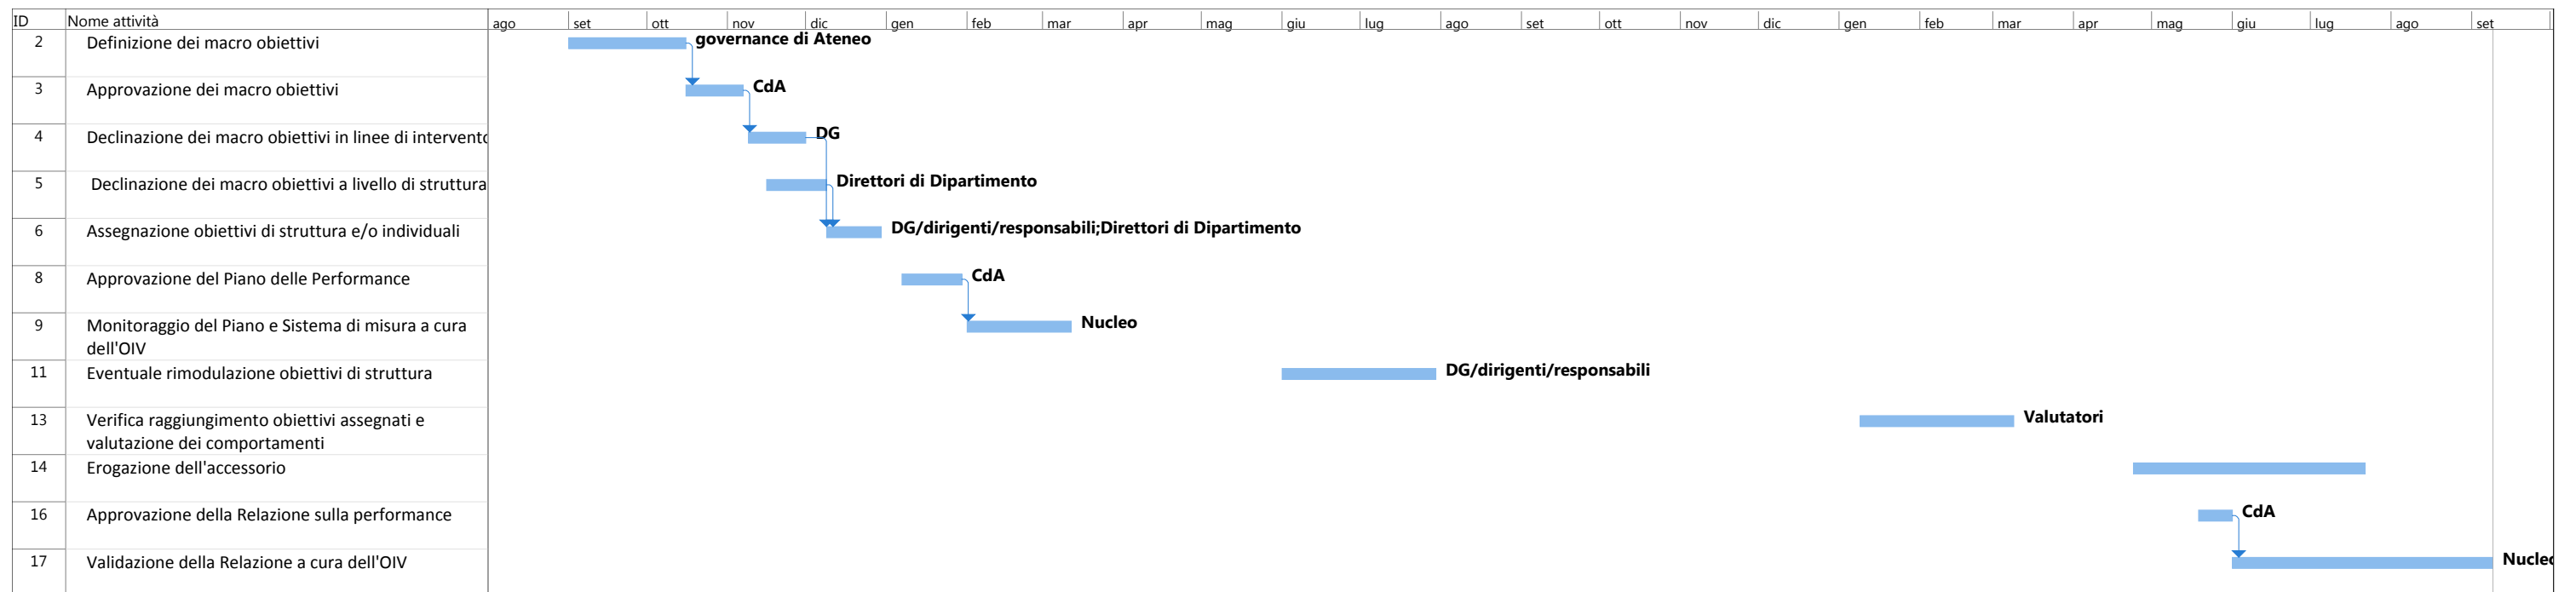 ID Nome attività ago set ott nov dic gen feb mar apr mag giu lug ago set ott nov dic gen feb mar apr mag giu lug ago set
2 Definizione dei macro obiettivi governance di Ateneo
3 Approvazione dei macro obiettivi CdA
4 Declinazione dei macro obiettivi in linee di intervento DG
5 Declinazione dei macro obiettivi a livello di struttura Direttori di Dipartimento
6 Assegnazione obiettivi di struttura e/o individuali DG/dirigenti/responsabili;Direttori di Dipartimento
8 Approvazione del Piano delle Performance CdA
9 Monitoraggio del Piano e Sistema di misura a cura Nucleo
dell'OIV
11 Eventuale rimodulazione obiettivi di struttura DG/dirigenti/responsabili
13 Verifica raggiungimento obiettivi assegnati e Valutatori
valutazione dei comportamenti
14 Erogazione dell'accessorio
16 Approvazione della Relazione sulla performance CdA
17 Validazione della Relazione a cura dell'OIV Nucleo